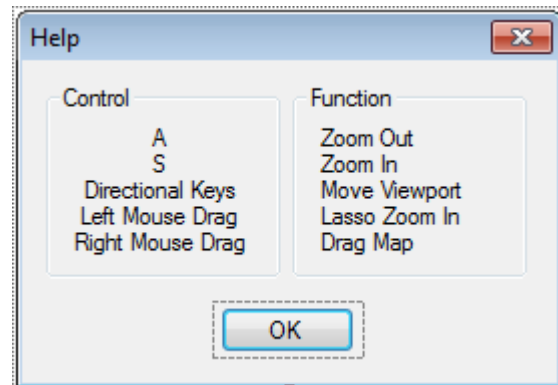 Help
Control
A
S
Directional Keys
Left Mouse Drag
Right Mouse Drag
Function
Zoom Out
Zoom In
Move Viewport
Lasso Zoom In
Drag Map
OK